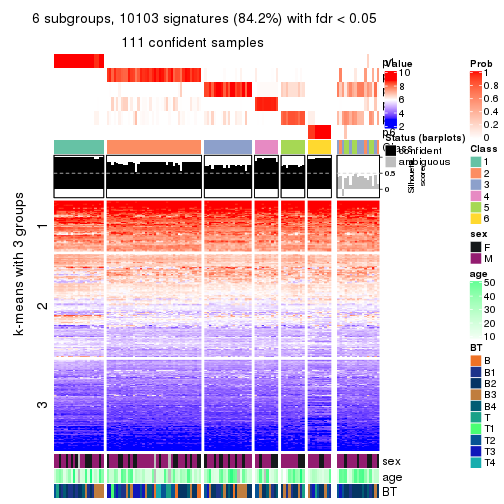 6 subgroups, 10103 signatures (84.2%) with fdr < 0.05
111 confident samples
k-means with 3 groups
1
2
3
Value
10
8
6
4
2
Status (barplots)
confident
ambiguous
0.5
0
Silhouette
score
sex
age
BT
Prob
1
0.8
0.6
0.4
0.2
0
Class
1
2
3
4
5
6
sex
F
M
age
50
40
30
20
10
BT
B
B1
B2
B3
B4
T
T1
T2
T3
T4